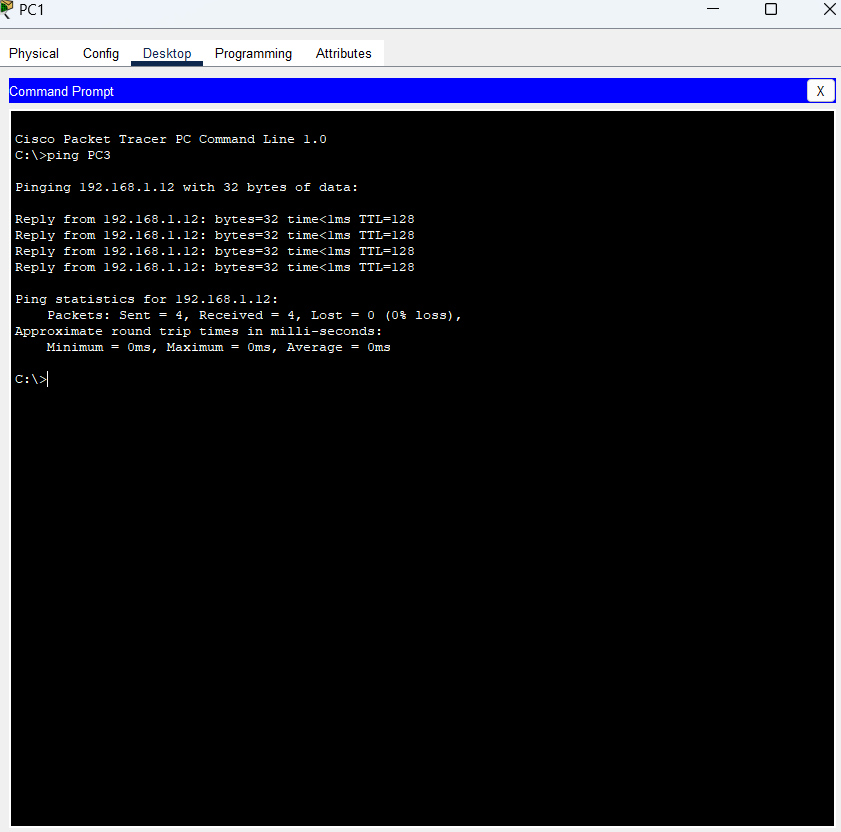 PC1
Physical Config Desktop Programming Attributes
Command Prompt X
Cisco Packet Tracer PC Command Line 1.0
C:\>ping PC3
Pinging 192.168.1.12 with 32 bytes of data:
Reply from 192.168.1.12: bytes=32 time<1ms TTL=128
Reply from 192.168.1.12: bytes=32 time<1ms TTL=128
Reply from 192.168.1.12: bytes=32 time<1ms TTL=128
Reply from 192.168.1.12: bytes=32 time<1ms TTL=128
Ping statistics for 192.168.1.12:
Packets: Sent = 4, Received = 4, Lost = 0 (0% loss),
Approximate round trip times in milli-seconds:
Minimum = 0ms, Maximum = 0ms, Average = 0ms
C:\>